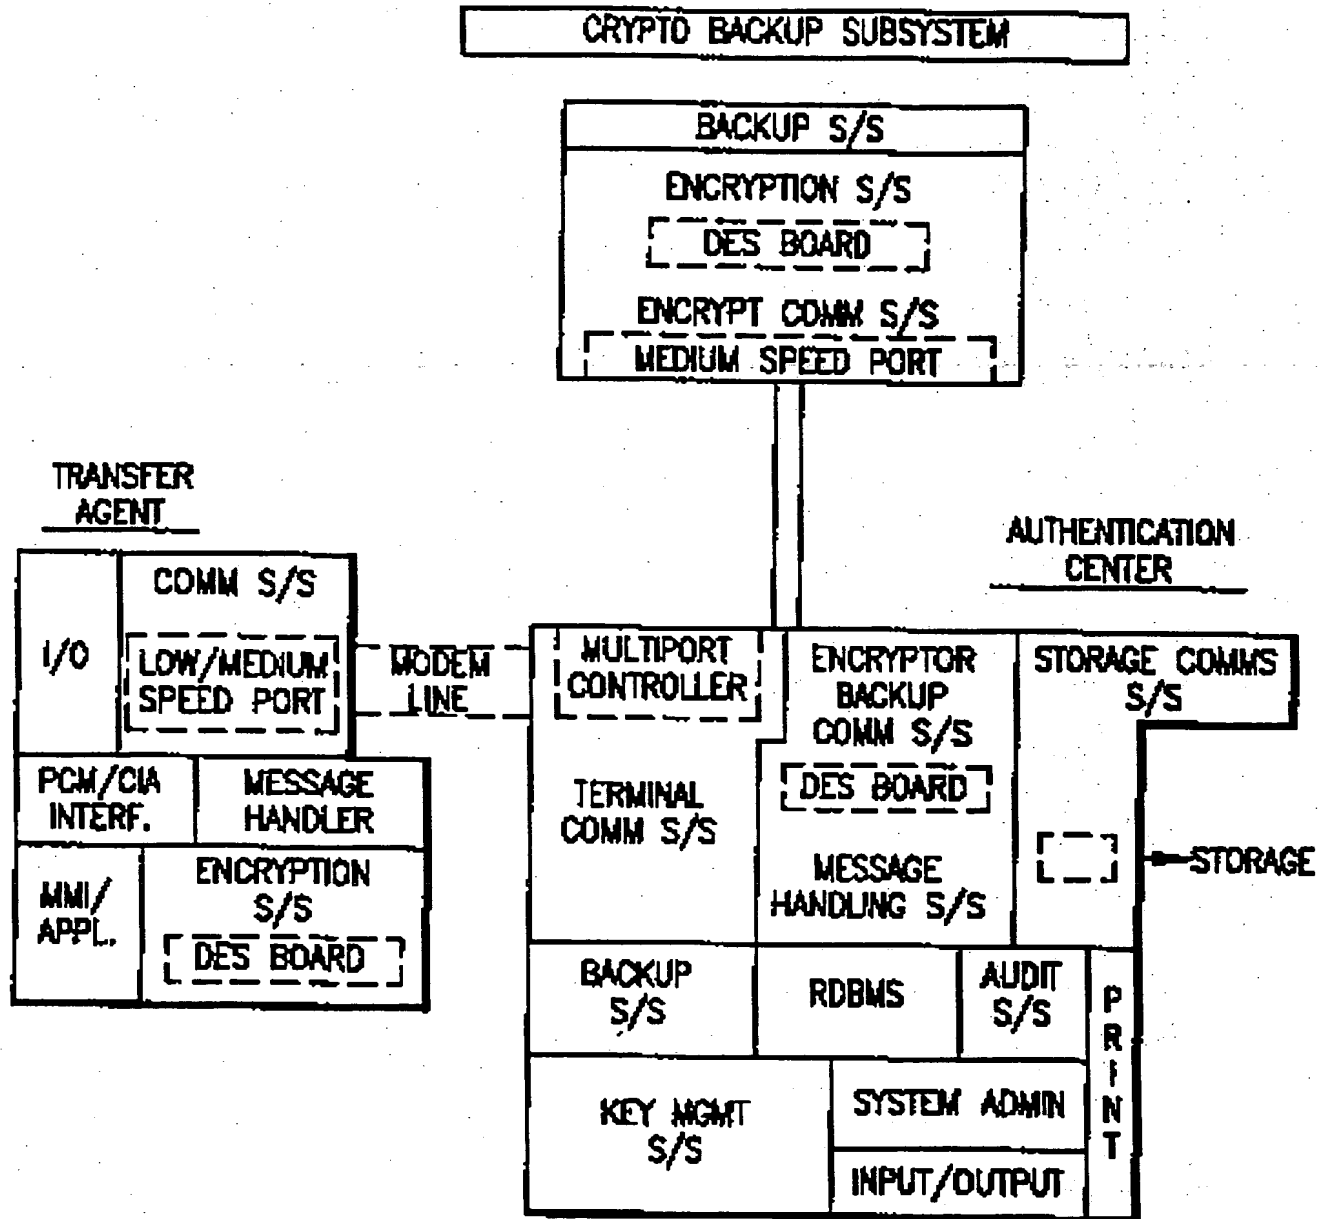 CRYPTO BACKUP SUBSYSTEM
BACKUP S/S
ENCRYPTION S/S
DES BOARD
ENCRYPT COMM S/S
MEDIUM SPEED PORT
TRANSFER
AGENT
I/O
COMM S/S
LOW/MEDIUM
SPEED PORT
PCM/CIA
INTERF.
MESSAGE
HANDLER
MMI/
APPL.
ENCRYPTION
S/S
DES BOARD
MODEM
LINE
AUTHENTICATION
CENTER
MULTIPORT
CONTROLLER
TERMINAL
COMM S/S
ENCRYPTOR
BACKUP
COMM S/S
DES BOARD
MESSAGE
HANDLING S/S
STORAGE COMMS
S/S
STORAGE
BACKUP
S/S
RDBMS
AUDIT
S/S
PRINT
KEY MGMT
S/S
SYSTEM ADMIN
INPUT/OUTPUT